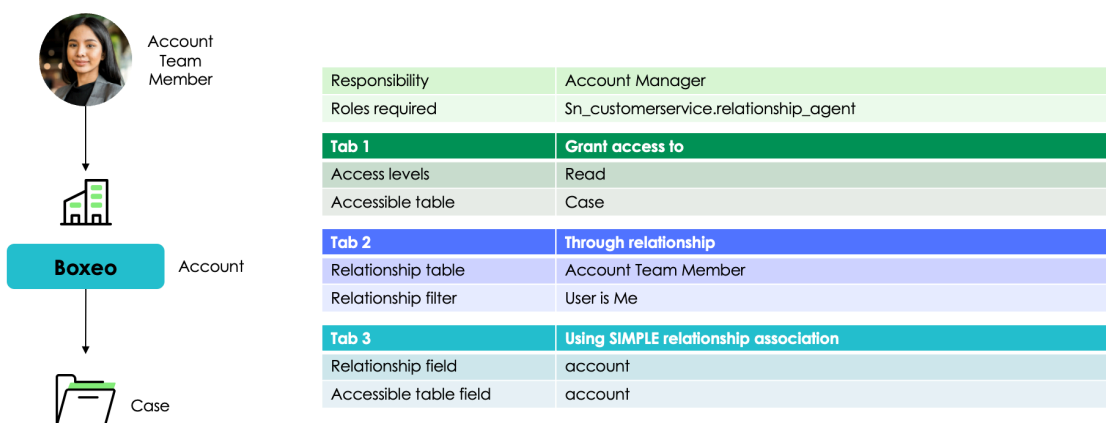 Account
Team
Member
Boxeo
Account
Case
Responsibility Account Manager
Roles required Sn_customerservice.relationship_agent
Tab 1 Grant access to
Access levels Read
Accessible table Case
Tab 2 Through relationship
Relationship table Account Team Member
Relationship filter User is Me
Tab 3 Using SIMPLE relationship association
Relationship field account
Accessible table field account